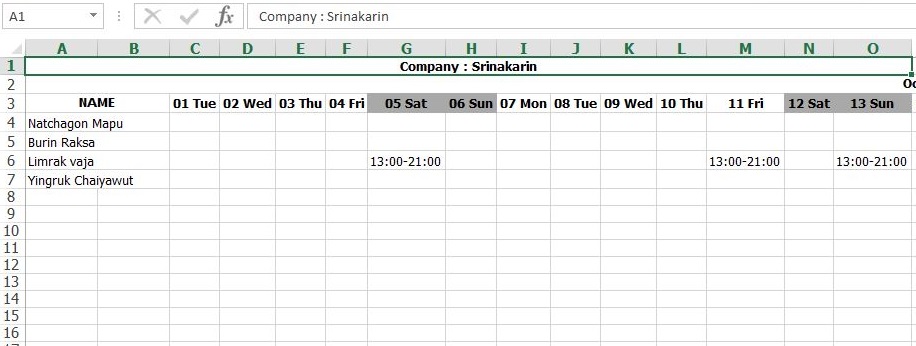 A1 fx Company : Srinakarin
A B C D E F G H I J K L M N O
1 Company : Srinakarin
2
3 NAME 01 Tue 02 Wed 03 Thu 04 Fri 05 Sat 06 Sun 07 Mon 08 Tue 09 Wed 10 Thu 11 Fri 12 Sat 13 Sun
4 Natchagon Mapu
5 Burin Raksa
6 Limrak vaja 13:00-21:00 13:00-21:00 13:00-21:00
7 Yingruk Chaiyawut
8
9
10
11
12
13
14
15
16